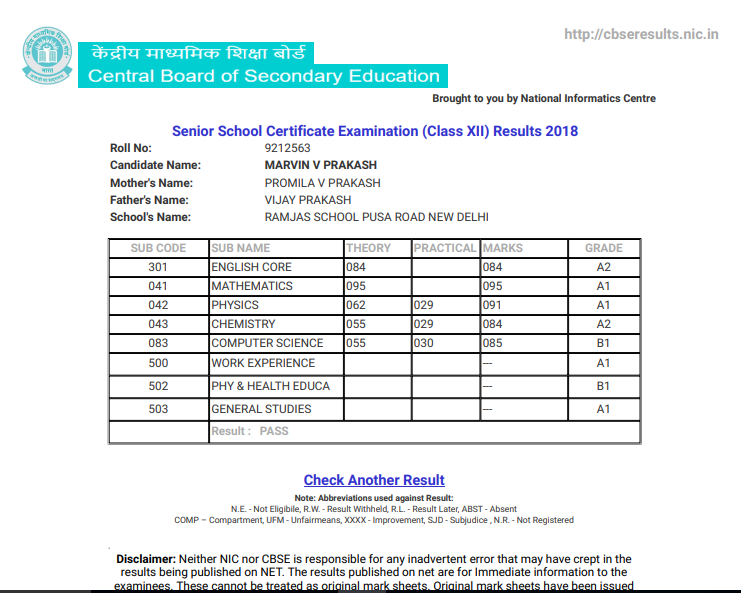 http://cbseresults.nic.in
केंद्रीय माध्यमिक शिक्षा बोर्ड
Central Board of Secondary Education
Brought to you by National Informatics Centre
Senior School Certificate Examination (Class XII) Results 2018
Roll No: 9212563
Candidate Name: MARVIN V PRAKASH
Mother's Name: PROMILA V PRAKASH
Father's Name: VIJAY PRAKASH
School's Name: RAMJAS SCHOOL PUSA ROAD NEW DELHI
SUB CODE SUB NAME THEORY PRACTICAL MARKS GRADE
301 ENGLISH CORE 084 084 A2
041 MATHEMATICS 095 095 A1
042 PHYSICS 062 029 091 A1
043 CHEMISTRY 055 029 084 A2
083 COMPUTER SCIENCE 055 030 085 B1
500 WORK EXPERIENCE --- A1
502 PHY & HEALTH EDUCA --- B1
503 GENERAL STUDIES --- A1
Result : PASS
Check Another Result
Note: Abbreviations used against Result:
N.E. - Not Eligibile, R.W. - Result Withheld, R.L. - Result Later, ABST - Absent
COMP – Compartment, UFM - Unfairmeans, XXXX - Improvement, SJD - Subjudice , N.R. - Not Registered
Disclaimer: Neither NIC nor CBSE is responsible for any inadvertent error that may have crept in the
results being published on NET. The results published on net are for Immediate information to the
examinees. These cannot be treated as original mark sheets. Original mark sheets have been issued